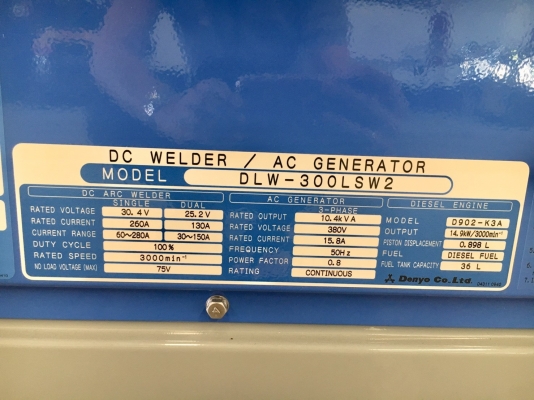 DC WELDER / AC GENERATOR
MODEL DLW-300LSW2
DC ARC WELDER
SINGLE DUAL
RATED VOLTAGE 30.4V 25.2V
RATED CURRENT 260A 130A
CURRENT RANGE 60~280A 30~150A
DUTY CYCLE 100%
RATED SPEED 3000min⁻¹
NO LOAD VOLTAGE (MAX) 75V
AC GENERATOR
3-PHASE
RATED OUTPUT 10.4kVA
RATED VOLTAGE 380V
RATED CURRENT 15.8A
FREQUENCY 50Hz
POWER FACTOR 0.8
RATING CONTINUOUS
DIESEL ENGINE
MODEL D902-K3A
OUTPUT 14.9kW/3000min⁻¹
PISTON DISPLACEMENT 0.898 L
FUEL DIESEL FUEL
FUEL TANK CAPACITY 36 L
Denyo Co., Ltd.